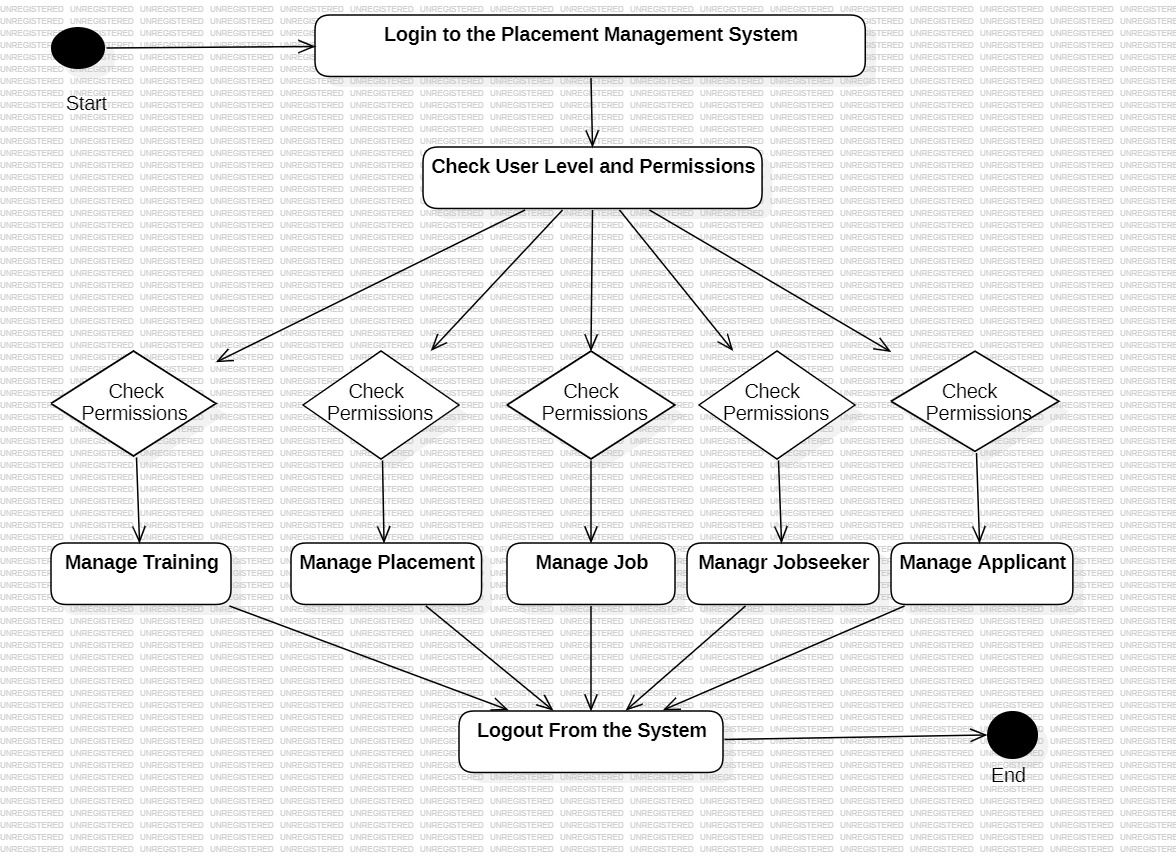 Login to the Placement Management System
Start
Check User Level and Permissions
Check
Permissions
Check
Permissions
Check
Permissions
Check
Permissions
Check
Permissions
Manage Training
Manage Placement
Manage Job
Managr Jobseeker
Manage Applicant
Logout From the System
End
UNREGISTERED